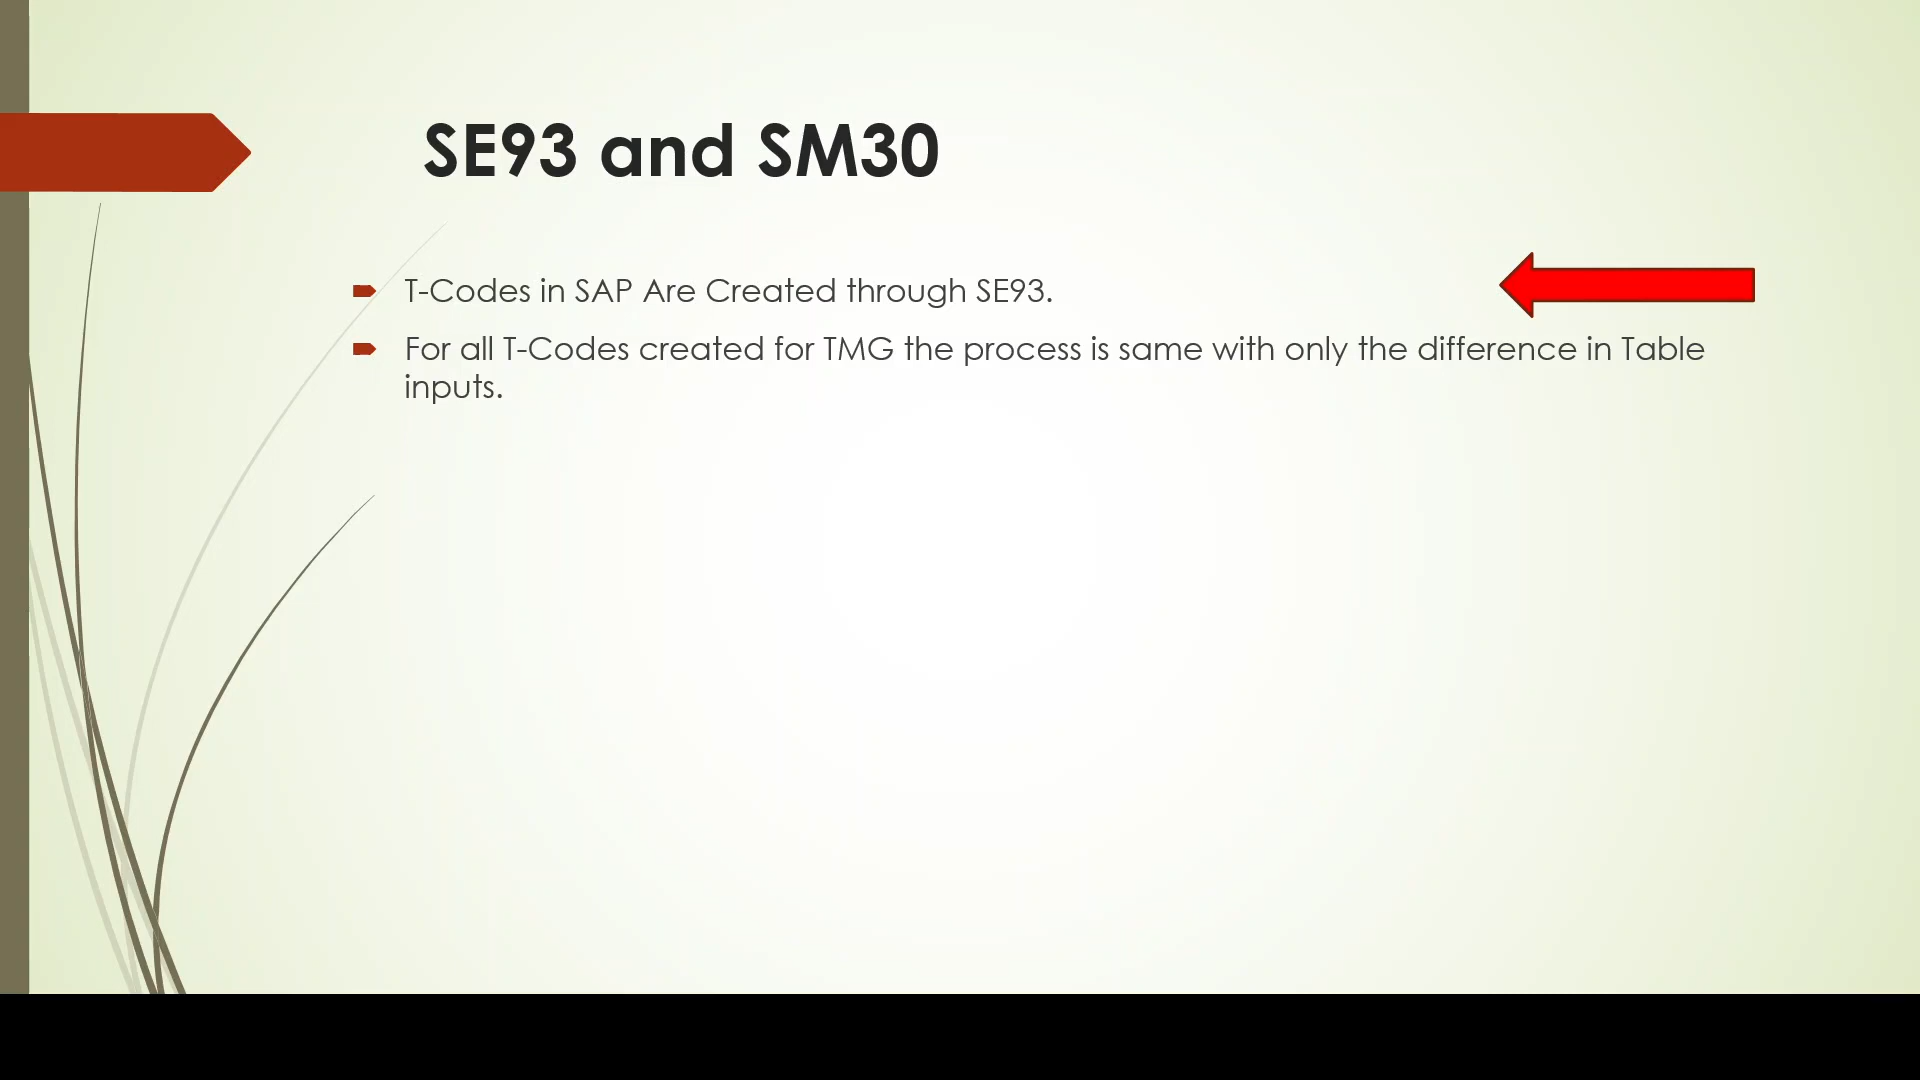 SE93 and SM30
T-Codes in SAP Are Created through SE93.
For all T-Codes created for TMG the process is same with only the difference in Table
inputs.